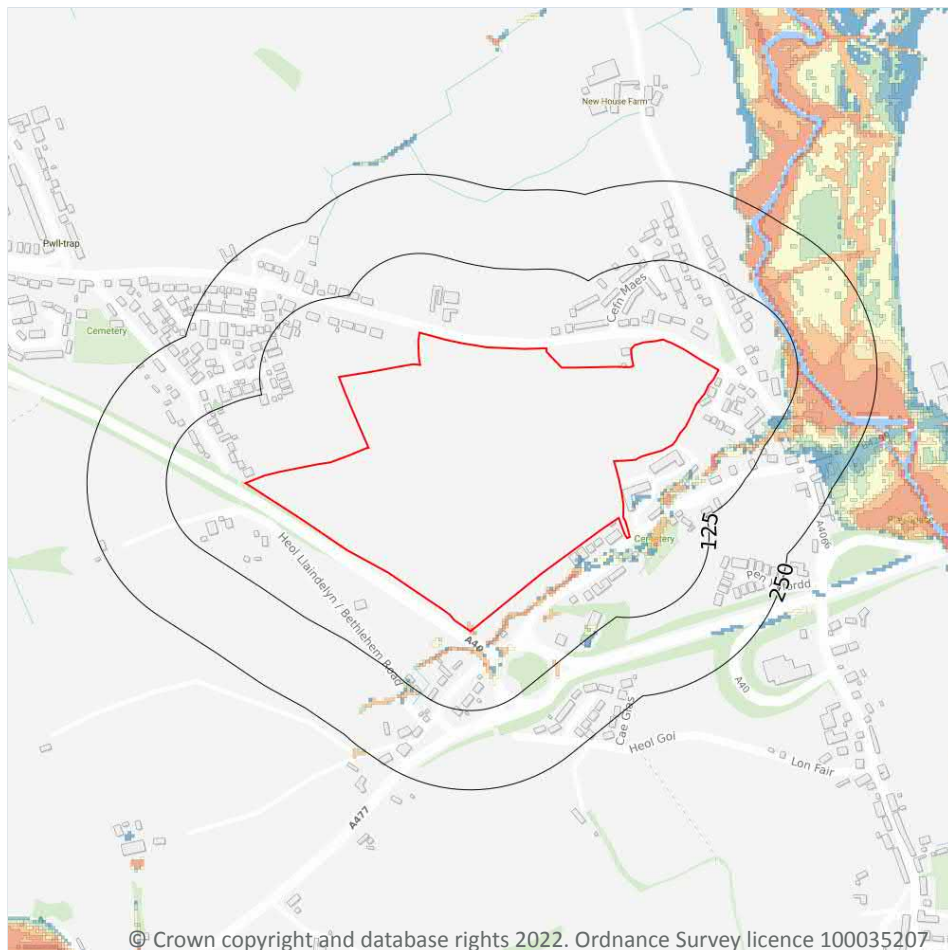 New House Farm
Pwll-trap
Cemetery
Cefn Maes
Heol Llaindelyn / Bethlehem Road
A40
Cemetery
125
250
A4066
A40
Cae Glas
Heol Goi
Lon Fair
A477
© Crown copyright and database rights 2022. Ordnance Survey licence 100035207